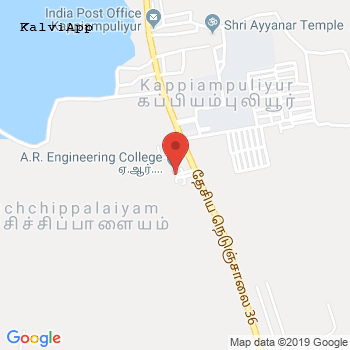 India Post Office
Kappiampuliyur
KalviApp
Shri Ayyanar Temple
Kappiampuliyur
கப்பியம்புலியூர்
A.R. Engineering College
ஏ.ஆர்....
chchippalaiyam
சிச்சிப்பாளையம்
தேசிய நெடுஞ்சாலை 36
Google
Map data ©2019 Google